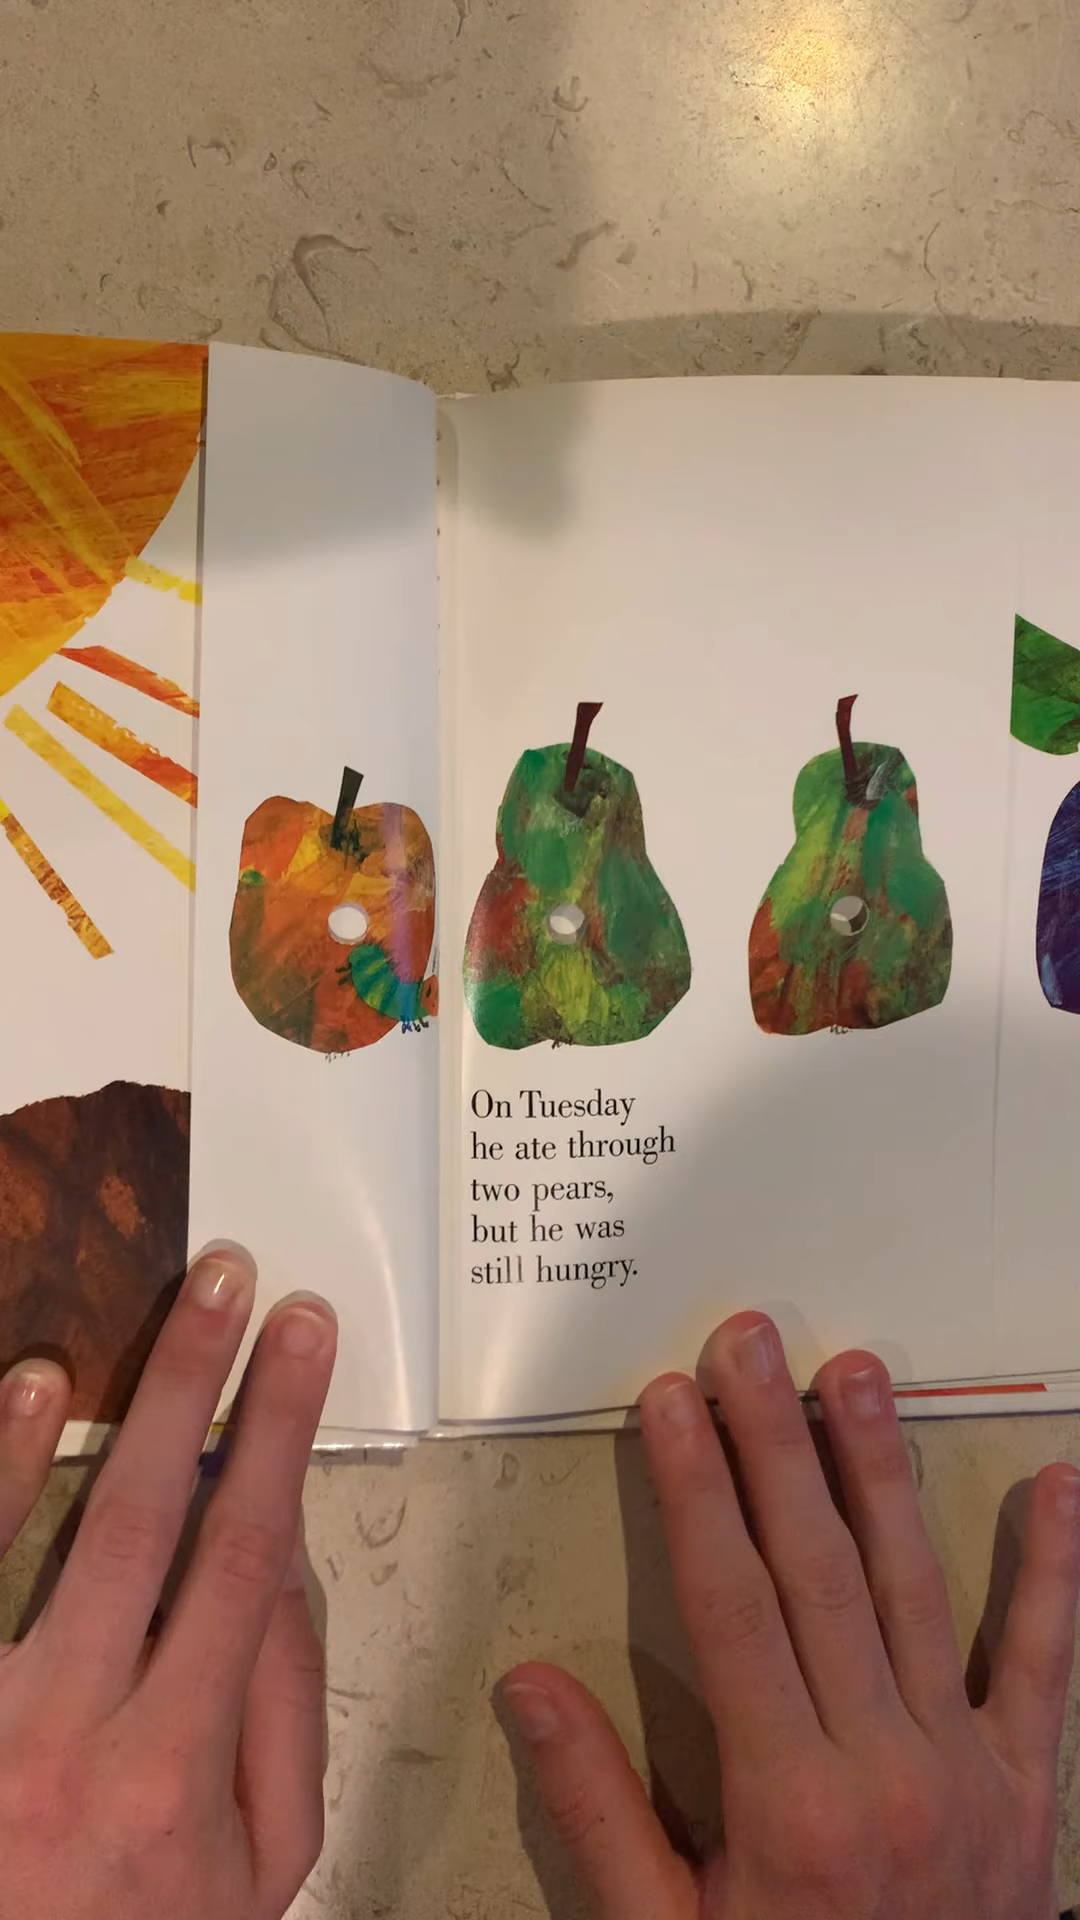 On Tuesday
he ate through
two pears,
but he was
still hungry.